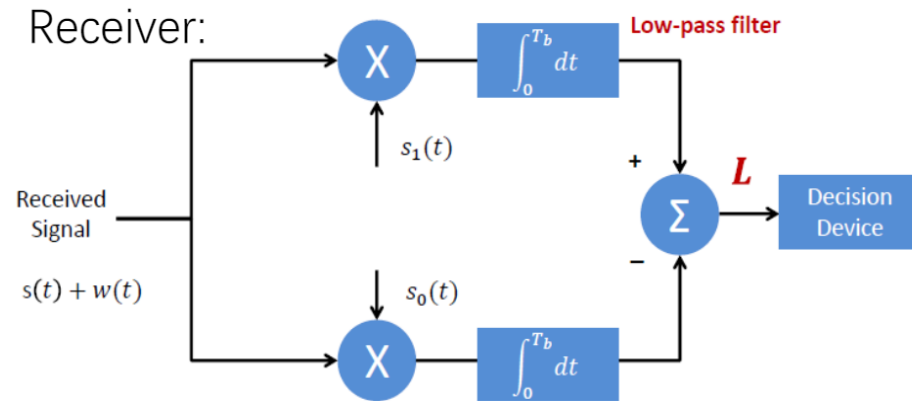 Receiver:
Low-pass filter
X
∫₀^{T_b} dt
s₁(t)
+
L
Received
Signal
Σ
Decision
Device
−
s(t) + w(t)
s₀(t)
X
∫₀^{T_b} dt